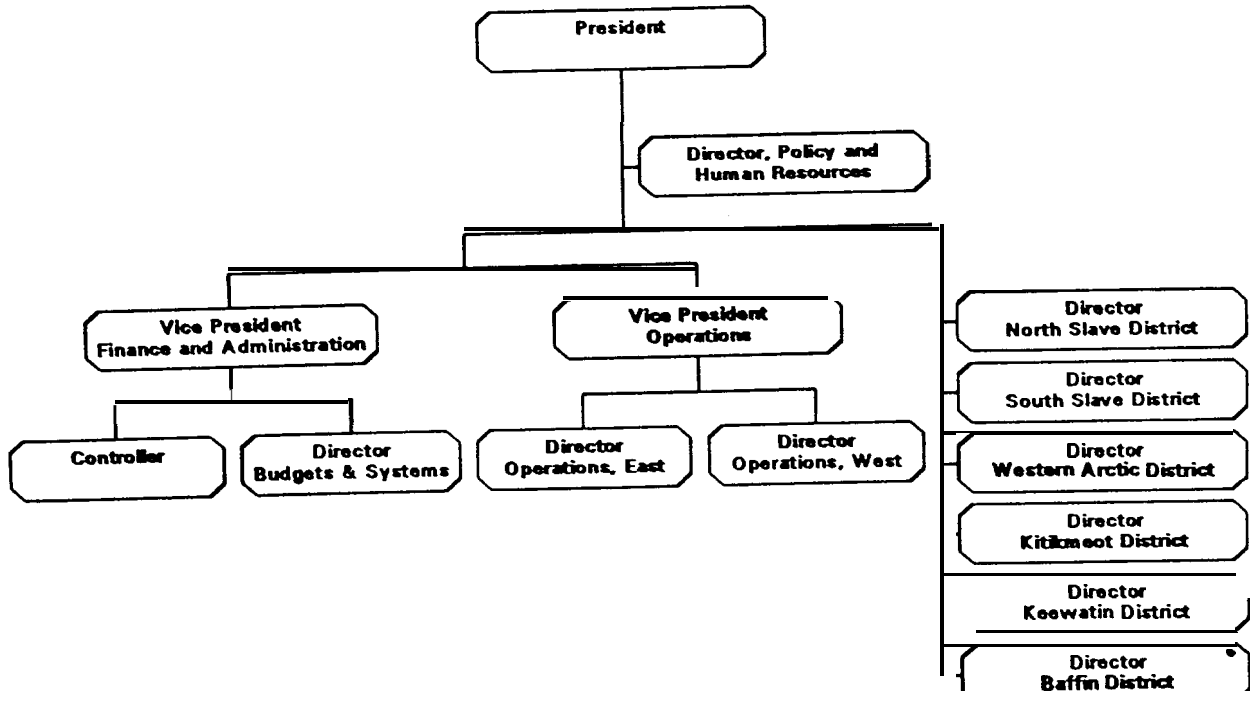 President
Director, Policy and
Human Resources
Vice President
Finance and Administration
Vice President
Operations
Controller
Director
Budgets & Systems
Director
Operations, East
Director
Operations, West
Director
North Slave District
Director
South Slave District
Director
Western Arctic District
Director
Kitikmeot District
Director
Keewatin District
Director
Baffin District